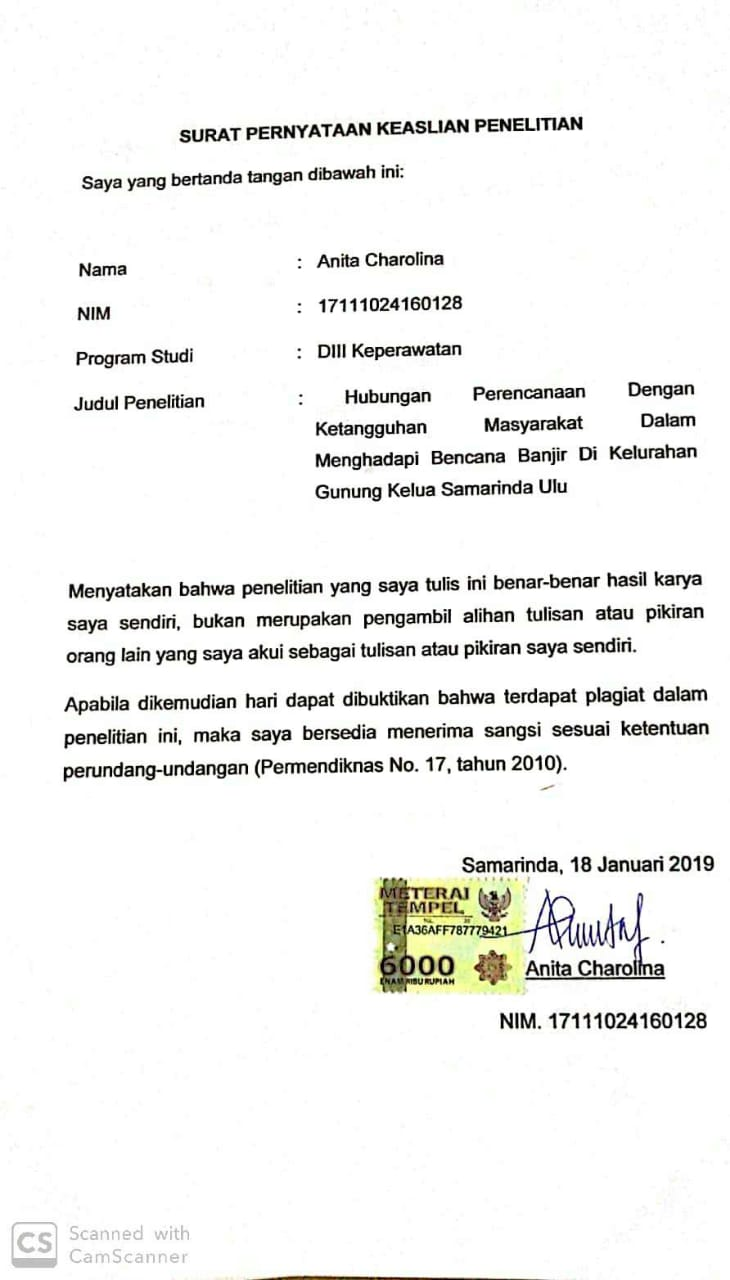 SURAT PERNYATAAN KEASLIAN PENELITIAN
Saya yang bertanda tangan dibawah ini:
Nama : Anita Charolina
NIM : 17111024160128
Program Studi : DIII Keperawatan
Judul Penelitian : Hubungan Perencanaan Dengan
Ketangguhan Masyarakat Dalam
Menghadapi Bencana Banjir Di Kelurahan
Gunung Kelua Samarinda Ulu
Menyatakan bahwa penelitian yang saya tulis ini benar-benar hasil karya
saya sendiri, bukan merupakan pengambil alihan tulisan atau pikiran
orang lain yang saya akui sebagai tulisan atau pikiran saya sendiri.
Apabila dikemudian hari dapat dibuktikan bahwa terdapat plagiat dalam
penelitian ini, maka saya bersedia menerima sangsi sesuai ketentuan
perundang-undangan (Permendiknas No. 17, tahun 2010).
Samarinda, 18 Januari 2019
METERAI
TEMPEL
E1A36AFF787779421
6000
ENAM RIBU RUPIAH
Anita Charolina
NIM. 17111024160128
CS Scanned with
CamScanner